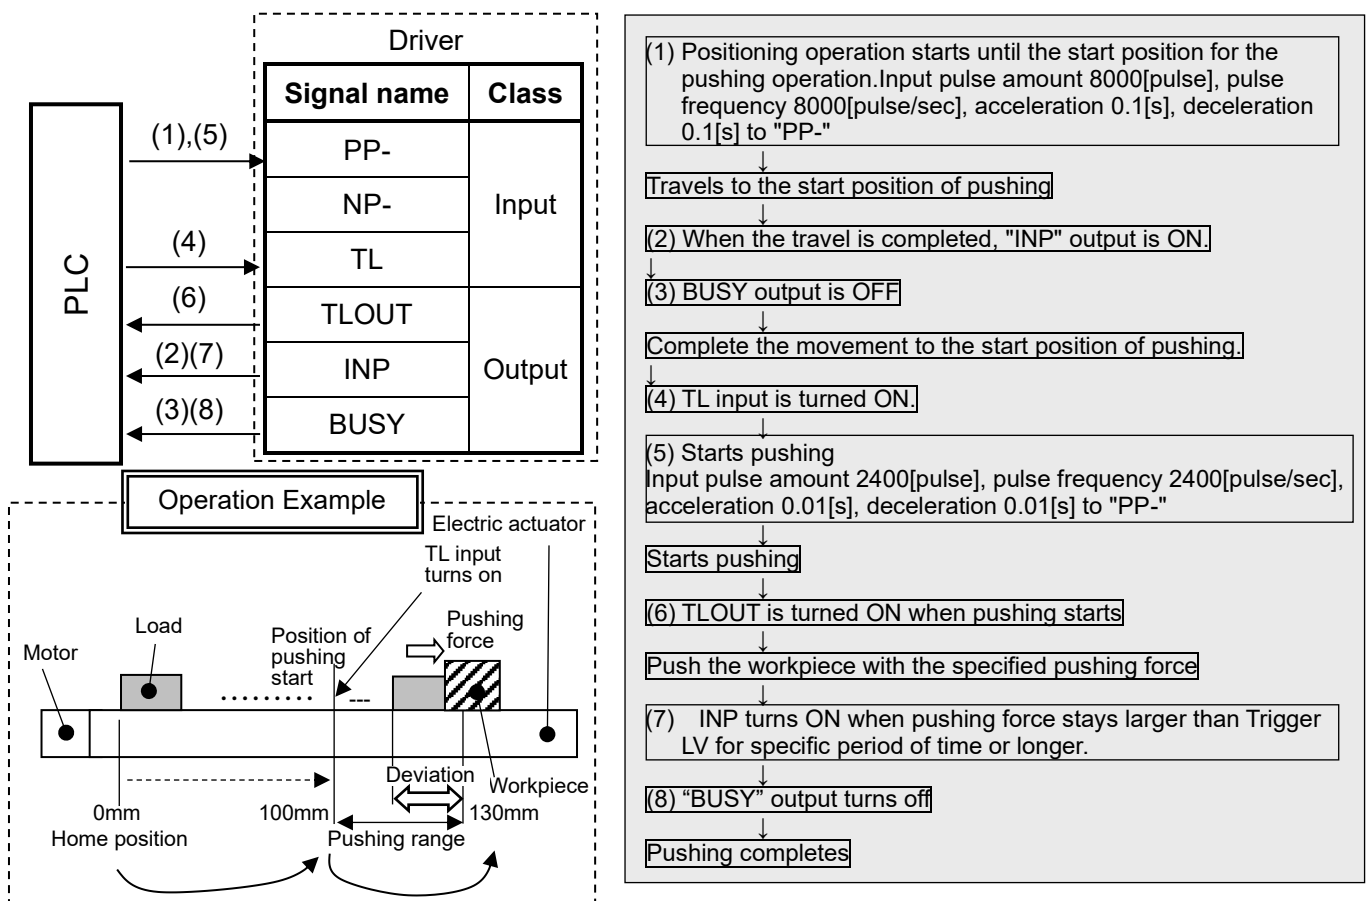 Driver
Signal name Class
PLC
(1),(5)
PP-
NP-
Input
(4)
TL
(6)
TLOUT
(2)(7)
INP
Output
(3)(8)
BUSY
Operation Example
Electric actuator
TL input
turns on
Load
Position of
pushing
start
Pushing
force
Motor
Deviation
Workpiece
0mm
100mm
130mm
Home position
Pushing range
(1) Positioning operation starts until the start position for the
pushing operation.Input pulse amount 8000[pulse], pulse
frequency 8000[pulse/sec], acceleration 0.1[s], deceleration
0.1[s] to "PP-"
↓
Travels to the start position of pushing
↓
(2) When the travel is completed, "INP" output is ON.
↓
(3) BUSY output is OFF
↓
Complete the movement to the start position of pushing.
↓
(4) TL input is turned ON.
↓
(5) Starts pushing
Input pulse amount 2400[pulse], pulse frequency 2400[pulse/sec],
acceleration 0.01[s], deceleration 0.01[s] to "PP-"
↓
Starts pushing
↓
(6) TLOUT is turned ON when pushing starts
↓
Push the workpiece with the specified pushing force
↓
(7) INP turns ON when pushing force stays larger than Trigger
LV for specific period of time or longer.
↓
(8) “BUSY” output turns off
↓
Pushing completes